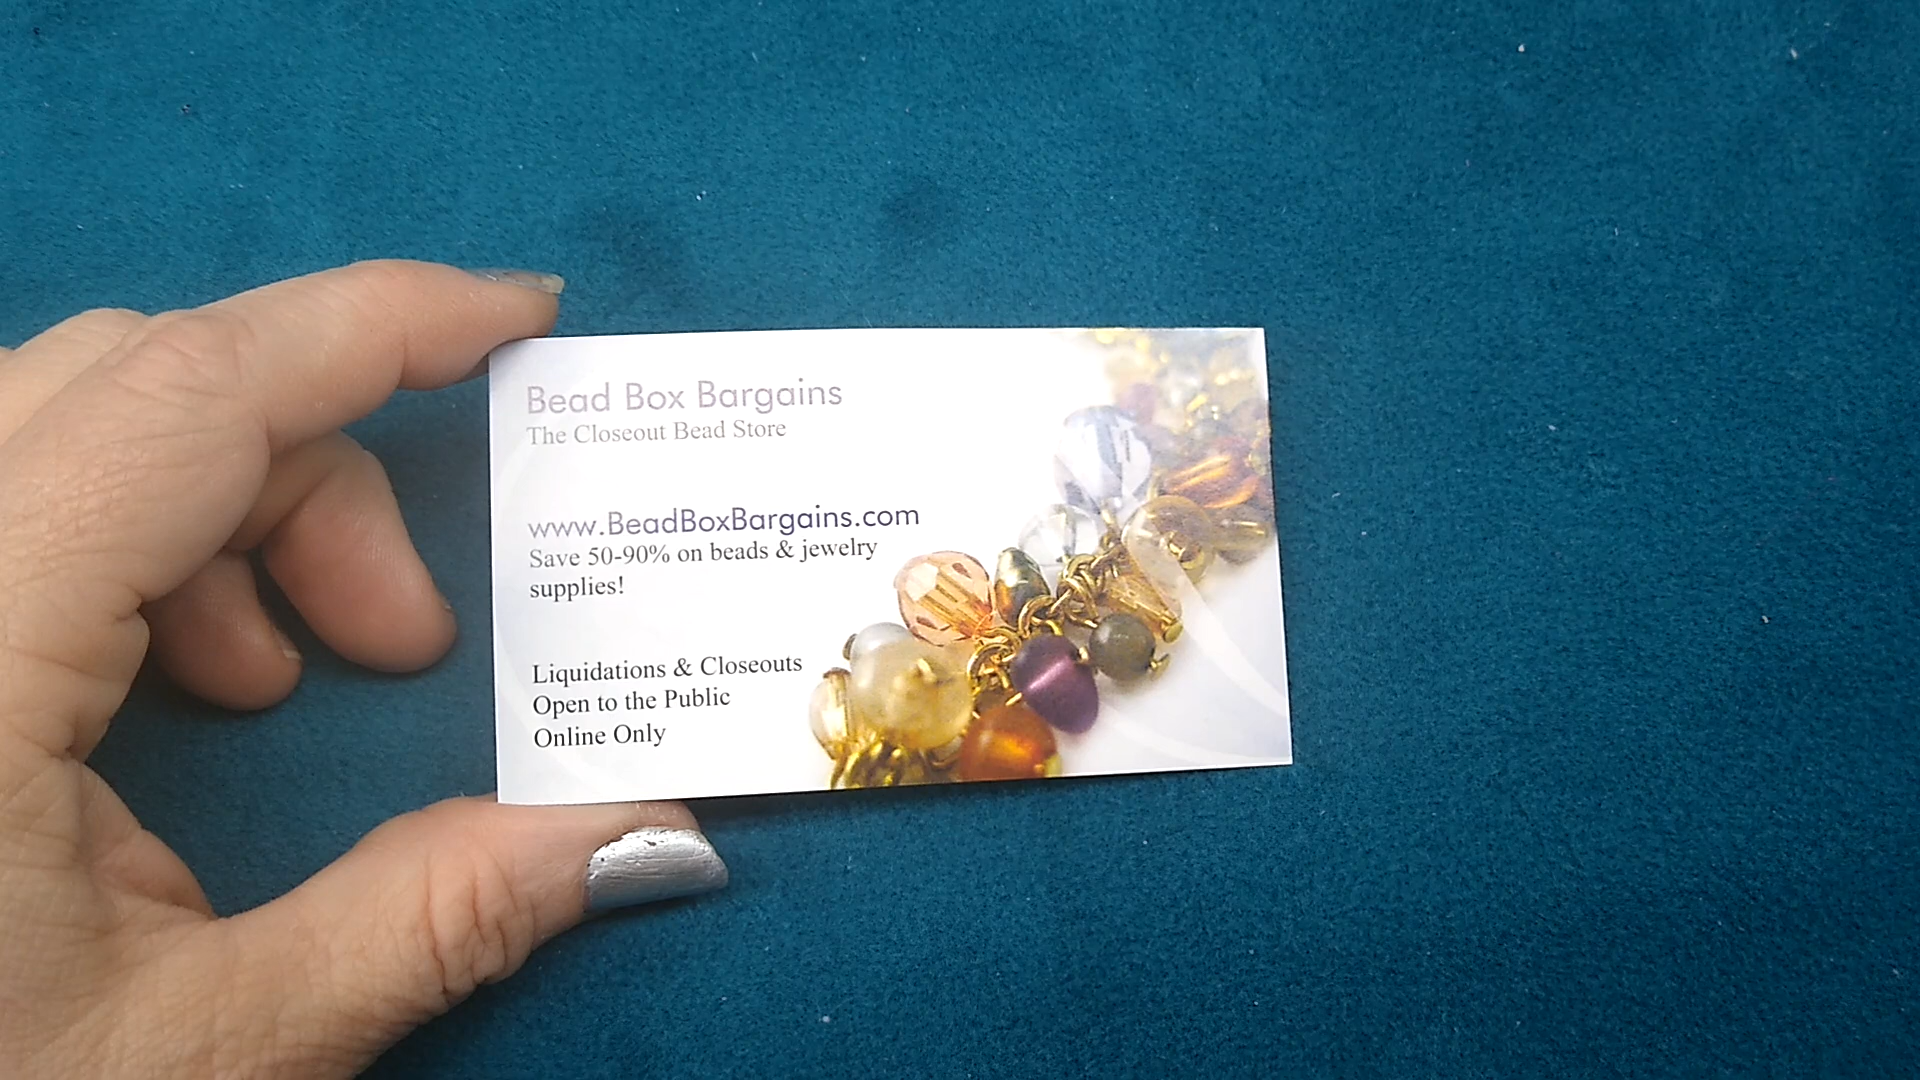 Bead Box Bargains
The Closeout Bead Store
www.BeadBoxBargains.com
Save 50-90% on beads & jewelry
supplies!
Liquidations & Closeouts
Open to the Public
Online Only